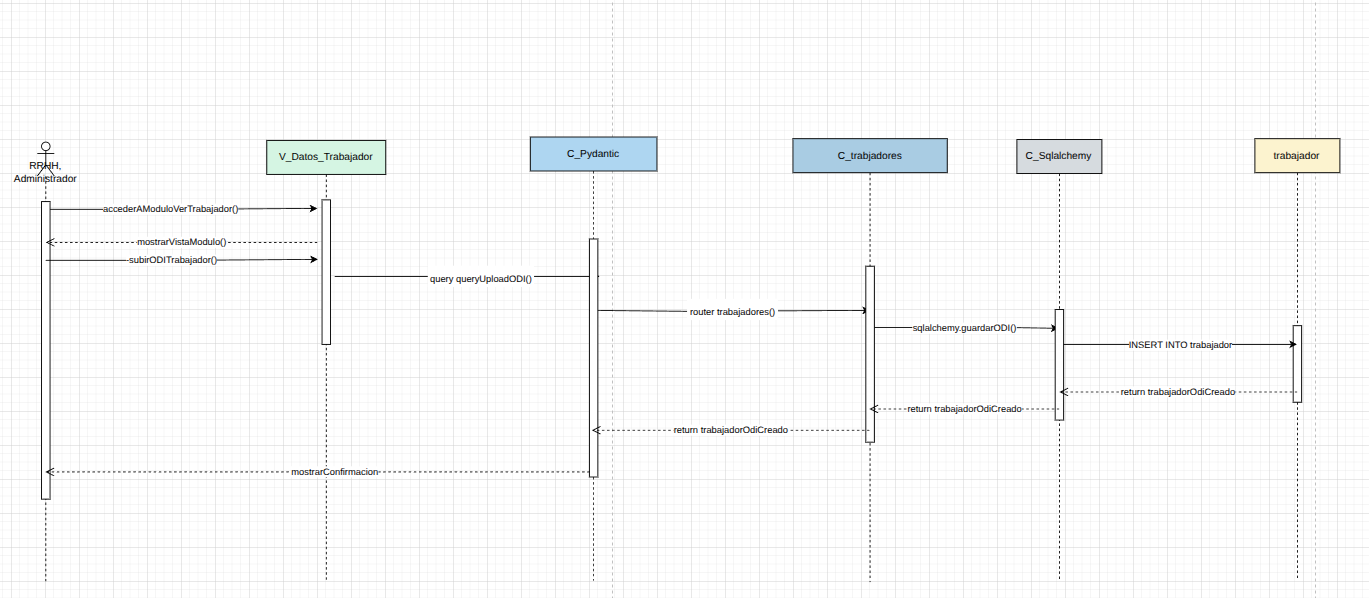 RRHH,
Administrador
V_Datos_Trabajador
C_Pydantic
C_trabjadores
C_Sqlalchemy
trabajador
accederAModuloVerTrabajador()
mostrarVistaModulo()
subirODITrabajador()
query queryUploadODI()
router trabajadores()
sqlalchemy.guardarODI()
INSERT INTO trabajador
return trabajadorOdiCreado
return trabajadorOdiCreado
return trabajadorOdiCreado
mostrarConfirmacion